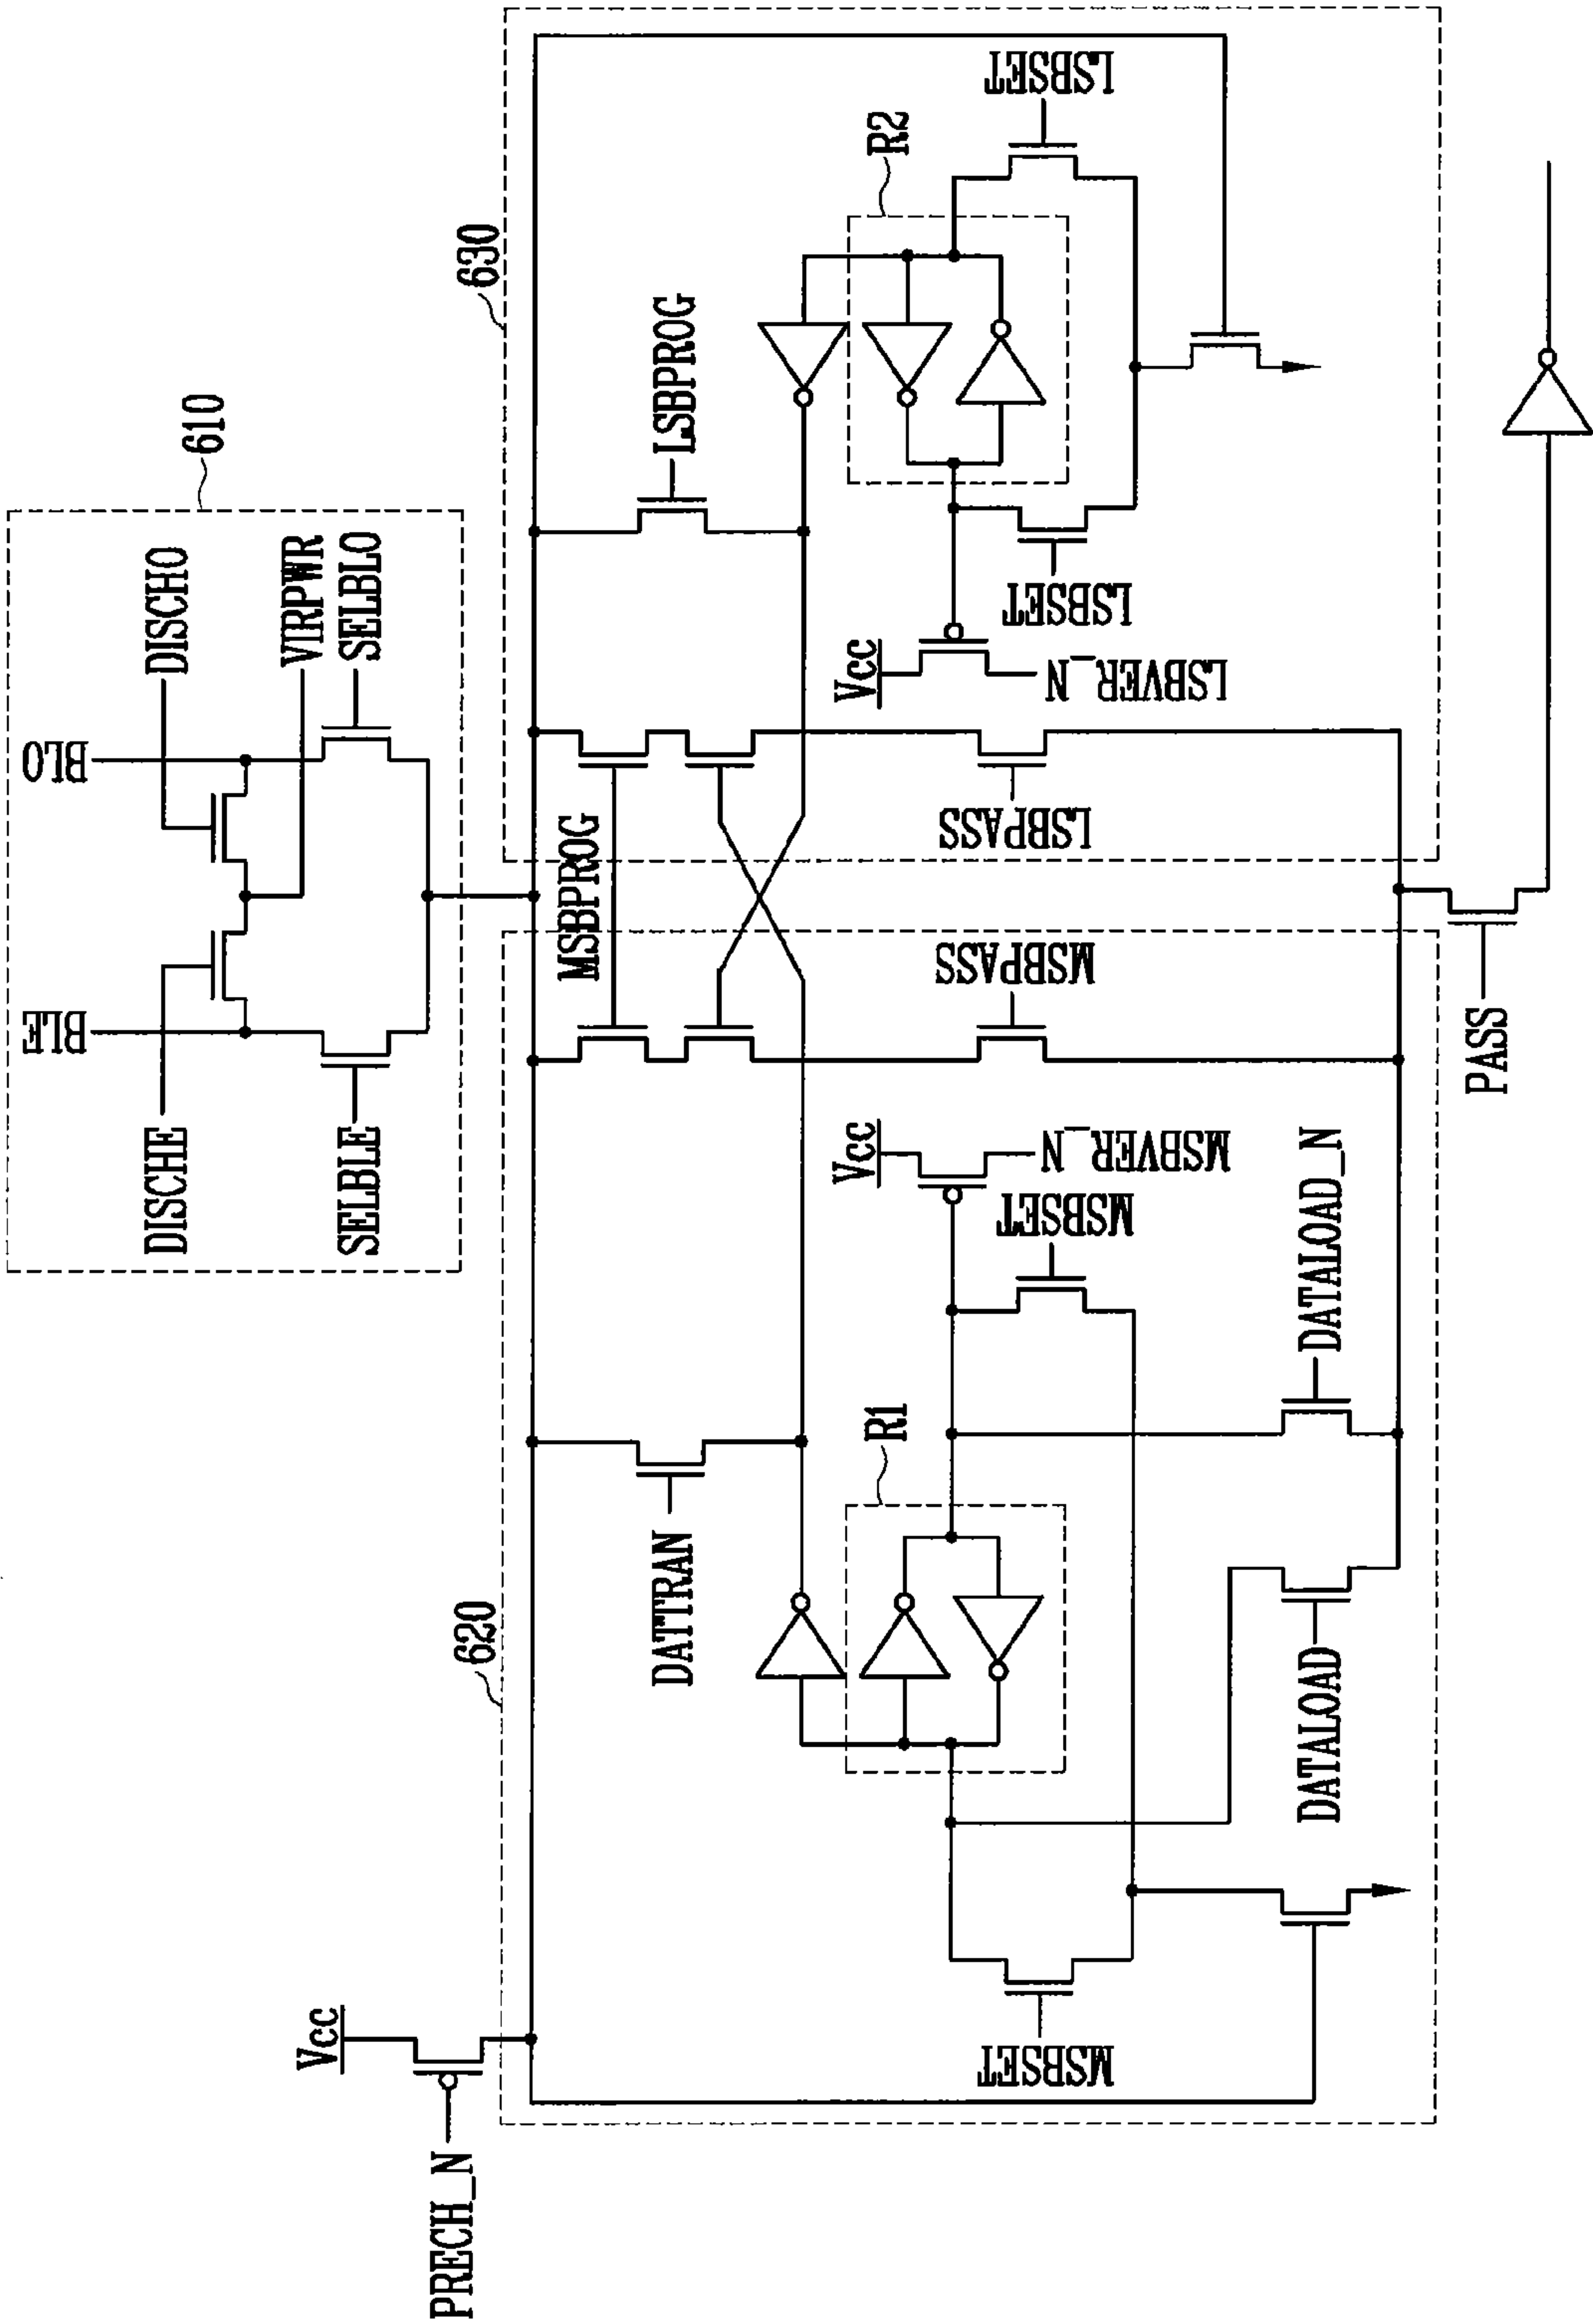 610
DISCHO
VIRPWR
SELBLO
BLO
BLE
DISCHE
SELBLE
630
LSBSET
R2
LSBPROG
LSBSET
Vcc
LSBVER_N
LSBPASS
MSBPROG
MSBPASS
PASS
Vcc
MSBVER_N
MSBSET
DATALOAD_N
R1
DATTRAN
620
DATALOAD
MSBSET
Vcc
PRECH_N